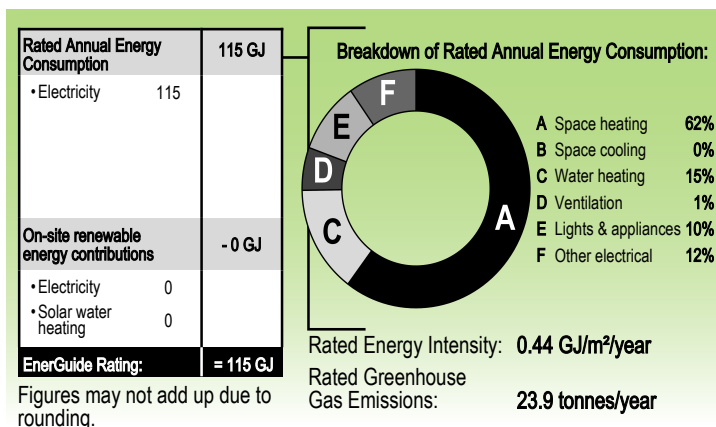 Rated Annual Energy Consumption 115 GJ
•Electricity 115
On-site renewable energy contributions - 0 GJ
•Electricity 0
•Solar water heating 0
EnerGuide Rating: = 115 GJ
Figures may not add up due to
rounding.
Breakdown of Rated Annual Energy Consumption:
F
E
D
C
A
A Space heating 62%
B Space cooling 0%
C Water heating 15%
D Ventilation 1%
E Lights & appliances 10%
F Other electrical 12%
Rated Energy Intensity: 0.44 GJ/m²/year
Rated Greenhouse
Gas Emissions: 23.9 tonnes/year